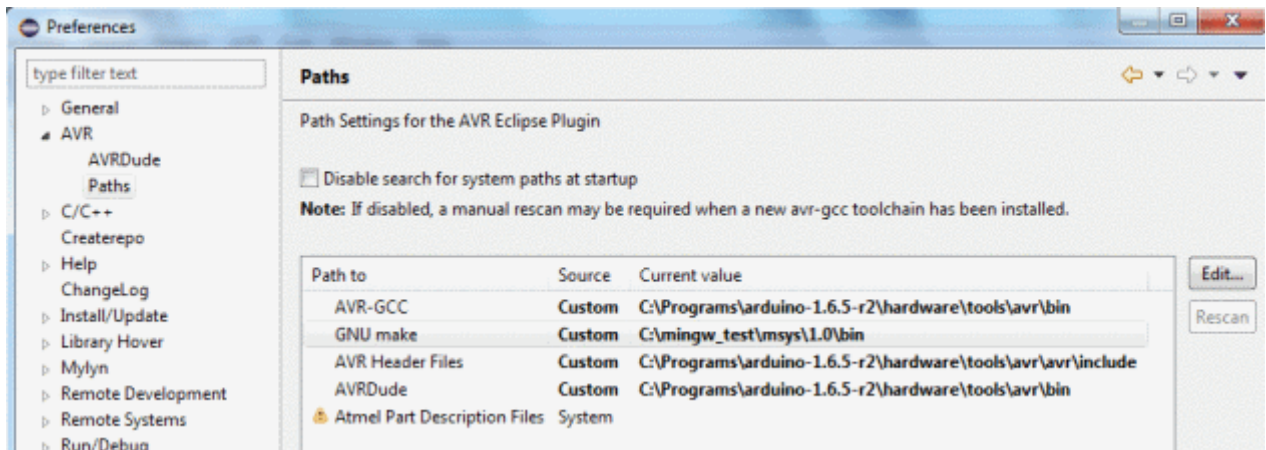 Preferences
type filter text
General
AVR
AVRDude
Paths
C/C++
Createrepo
Help
ChangeLog
Install/Update
Library Hover
Mylyn
Remote Development
Remote Systems
Run/Debug
Paths
Path Settings for the AVR Eclipse Plugin
Disable search for system paths at startup
Note: If disabled, a manual rescan may be required when a new avr-gcc toolchain has been installed.
Path to Source Current value
AVR-GCC Custom C:\Programs\arduino-1.6.5-r2\hardware\tools\avr\bin
GNU make Custom C:\mingw_test\msys\1.0\bin
AVR Header Files Custom C:\Programs\arduino-1.6.5-r2\hardware\tools\avr\avr\include
AVRDude Custom C:\Programs\arduino-1.6.5-r2\hardware\tools\avr\bin
Atmel Part Description Files System
Edit...
Rescan